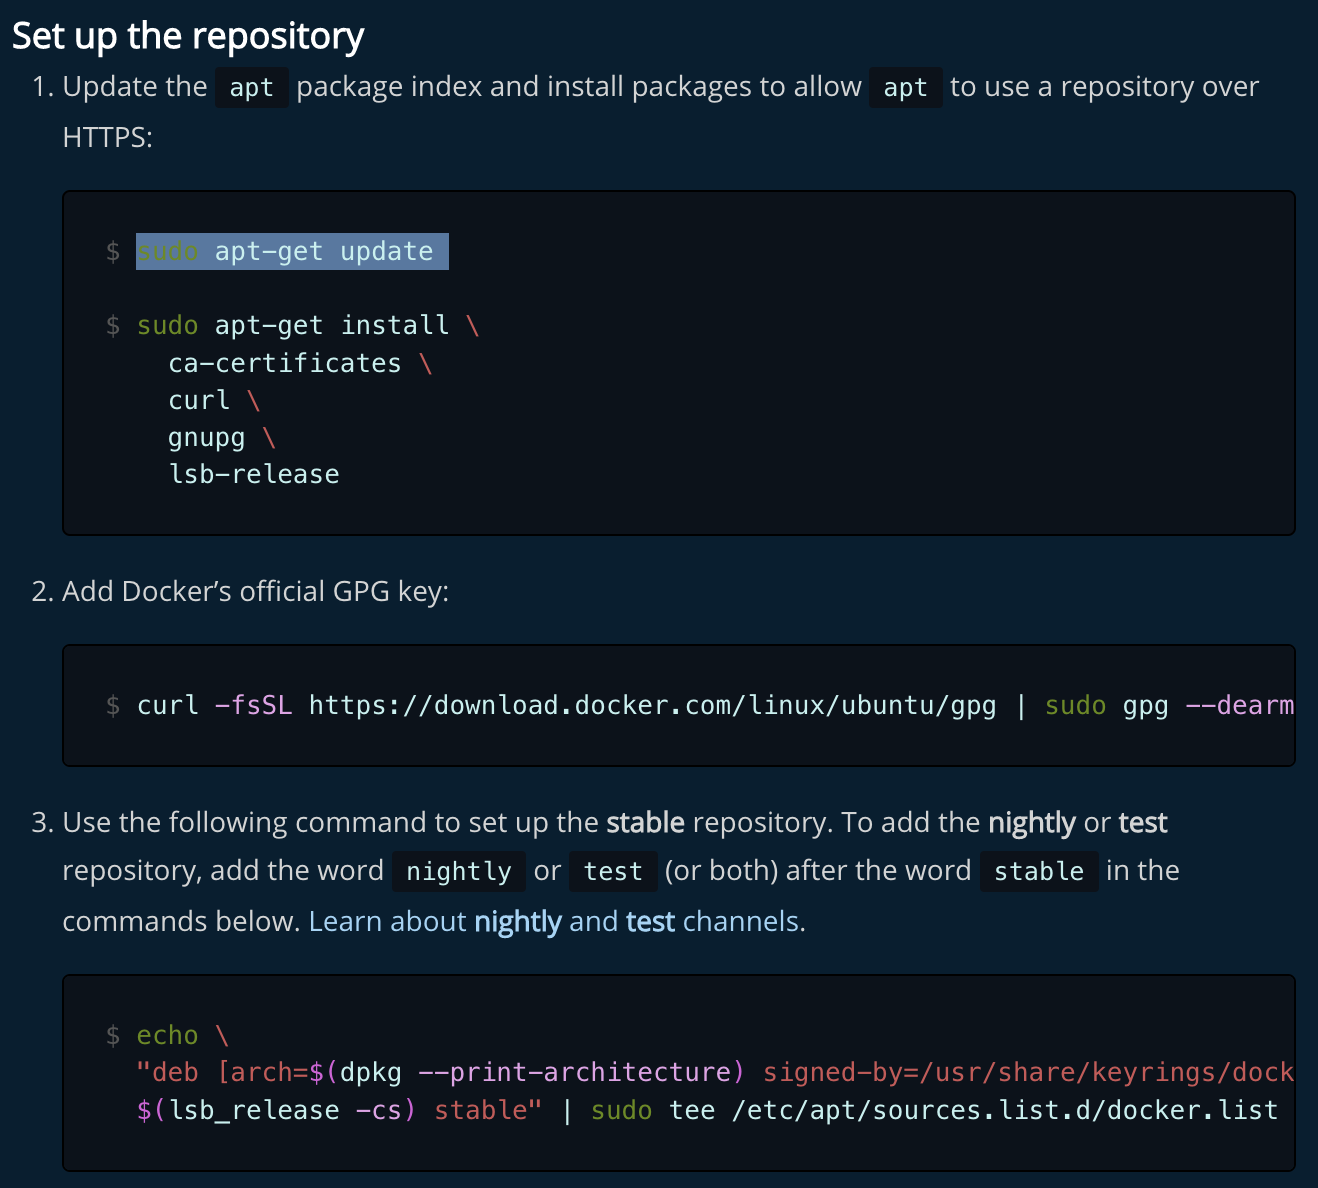 Set up the repository
1. Update the apt package index and install packages to allow apt to use a repository over
HTTPS:
$ sudo apt-get update
$ sudo apt-get install \
ca-certificates \
curl \
gnupg \
lsb-release
2. Add Docker’s official GPG key:
$ curl -fsSL https://download.docker.com/linux/ubuntu/gpg | sudo gpg --dearm
3. Use the following command to set up the stable repository. To add the nightly or test
repository, add the word nightly or test (or both) after the word stable in the
commands below. Learn about nightly and test channels.
$ echo \
"deb [arch=$(dpkg --print-architecture) signed-by=/usr/share/keyrings/dock
$(lsb_release -cs) stable" | sudo tee /etc/apt/sources.list.d/docker.list